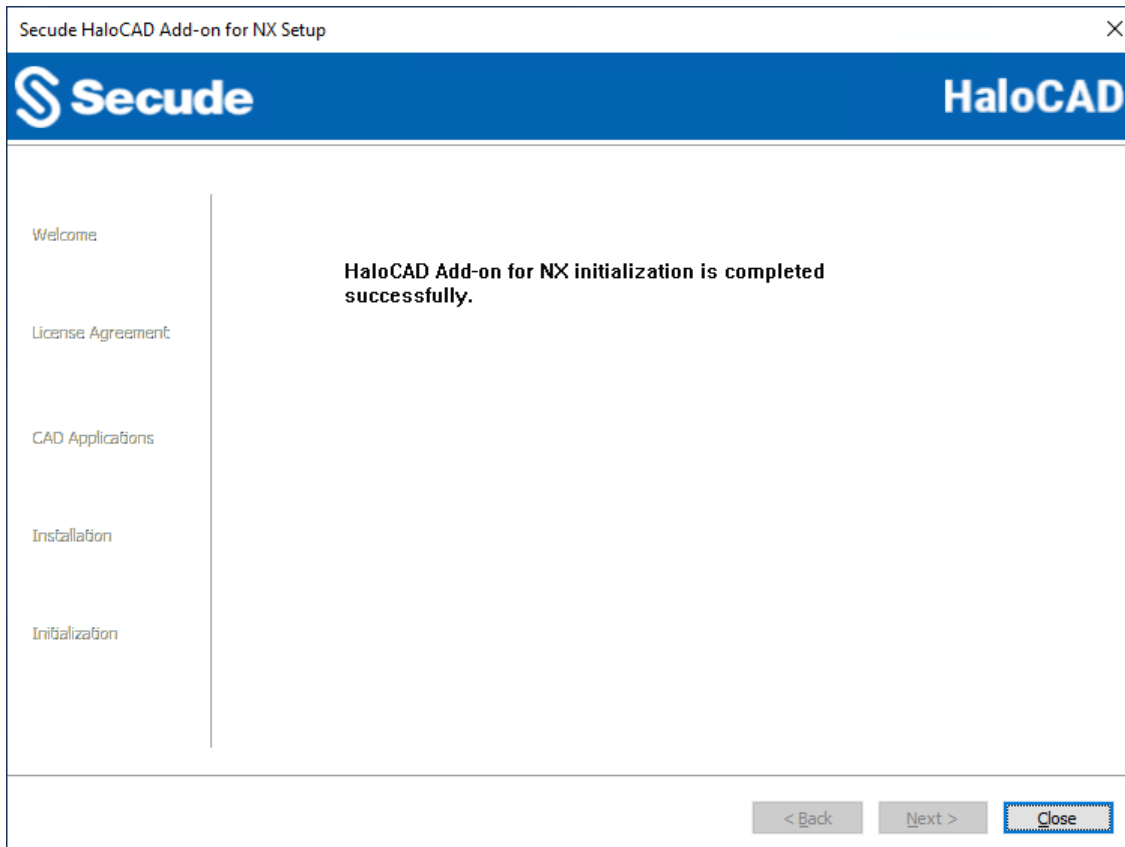 Secude HaloCAD Add-on for NX Setup
Secude
HaloCAD
Welcome
License Agreement
CAD Applications
Installation
Initialization
HaloCAD Add-on for NX initialization is completed
successfully.
< Back
Next >
Close